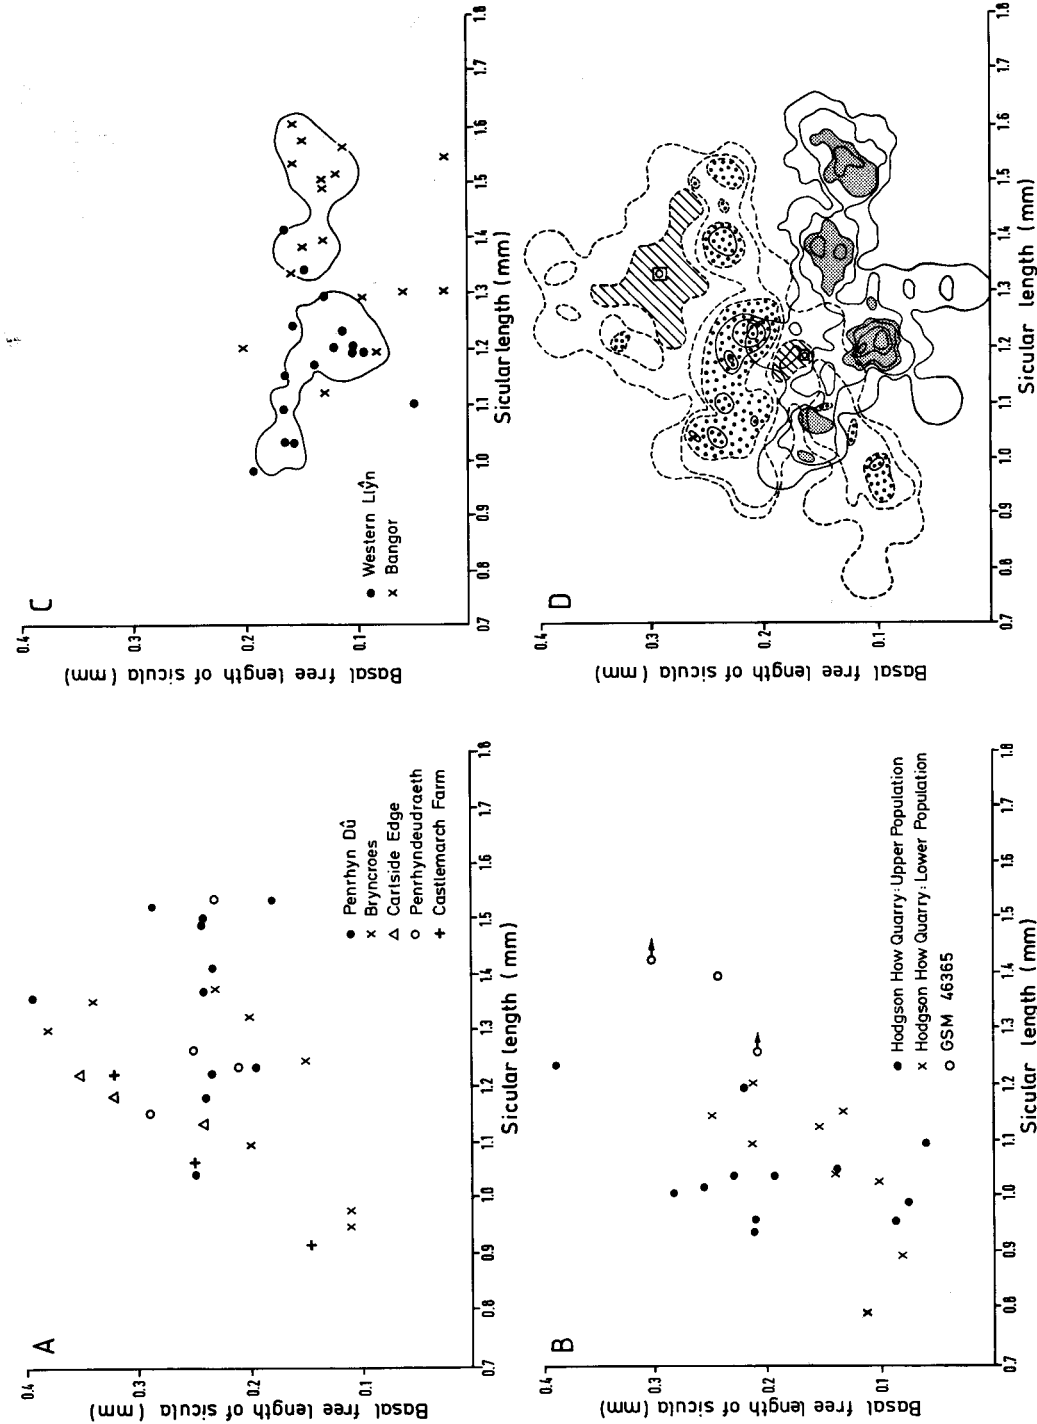 A
0.4
0.3
0.2
0.1
Basal free length of sicula (mm)
0.7 0.8 0.9 1.0 1.1 1.2 1.3 1.4 1.5 1.6 1.7 1.8
Sicular length (mm)
● Penrhyn Dû
x Bryncroes
△ Carlside Edge
○ Penrhyndeudraeth
+ Castlemarch Farm
C
0.4
0.3
0.2
0.1
Basal free length of sicula (mm)
0.7 0.8 0.9 1.0 1.1 1.2 1.3 1.4 1.5 1.6 1.7 1.8
Sicular length (mm)
● Western Llŷn
x Bangor
B
0.4
0.3
0.2
0.1
Basal free length of sicula (mm)
0.7 0.8 0.9 1.0 1.1 1.2 1.3 1.4 1.5 1.6 1.7 1.8
Sicular length (mm)
● Hodgson How Quarry: Upper Population
x Hodgson How Quarry: Lower Population
○ GSM 46365
D
0.4
0.3
0.2
0.1
Basal free length of sicula (mm)
0.7 0.8 0.9 1.0 1.1 1.2 1.3 1.4 1.5 1.6 1.7 1.8
Sicular length (mm)